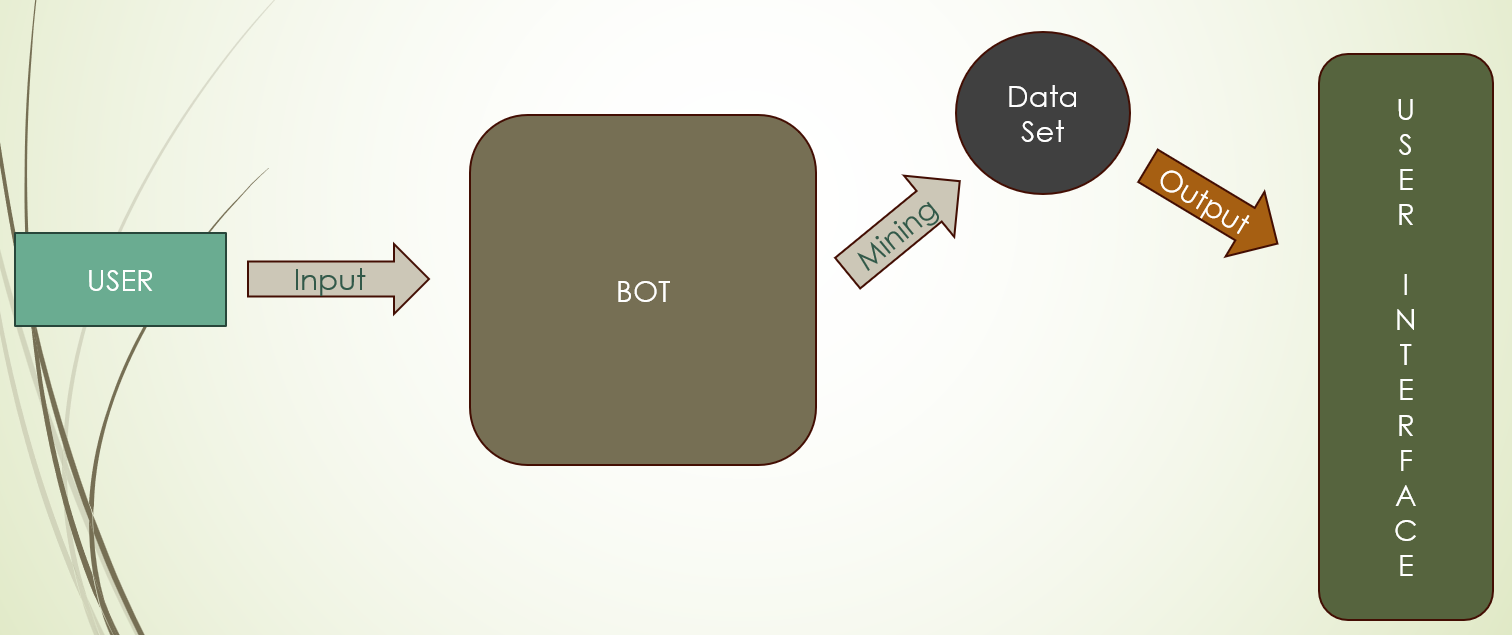 USER
Input
BOT
Mining
Data
Set
Output
U
S
E
R
I
N
T
E
R
F
A
C
E